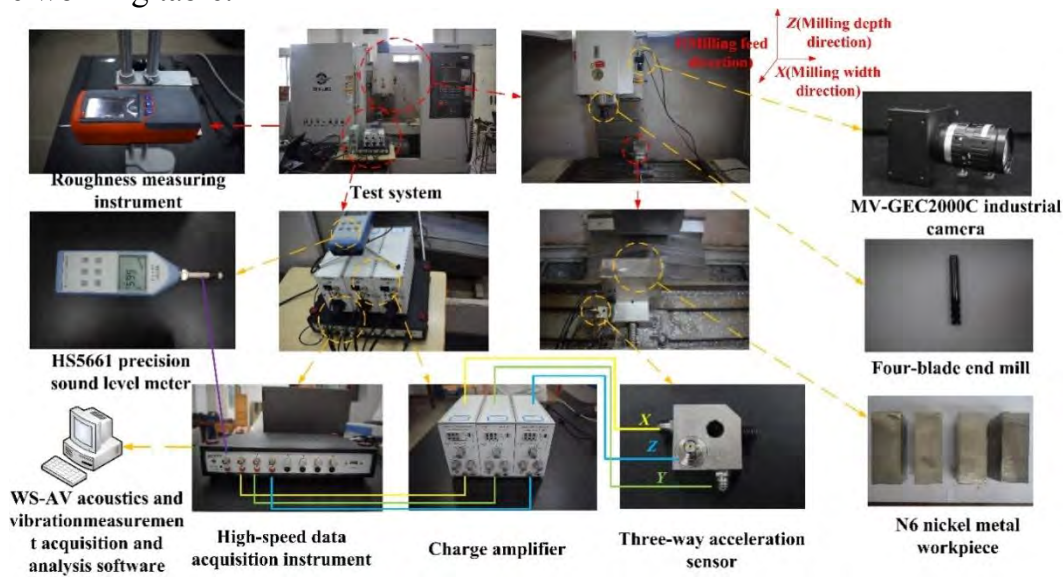 Z(Milling depth
direction)
(Milling feed
direction)
X(Milling width
direction)
Roughness measuring
instrument
Test system
MV-GEC2000C industrial
camera
HS5661 precision
sound level meter
Four-blade end mill
X
Z
Y
WS-AV acoustics and
vibrationmeasuremen
t acquisition and
analysis software
High-speed data
acquisition instrument
Charge amplifier
Three-way acceleration
sensor
N6 nickel metal
workpiece